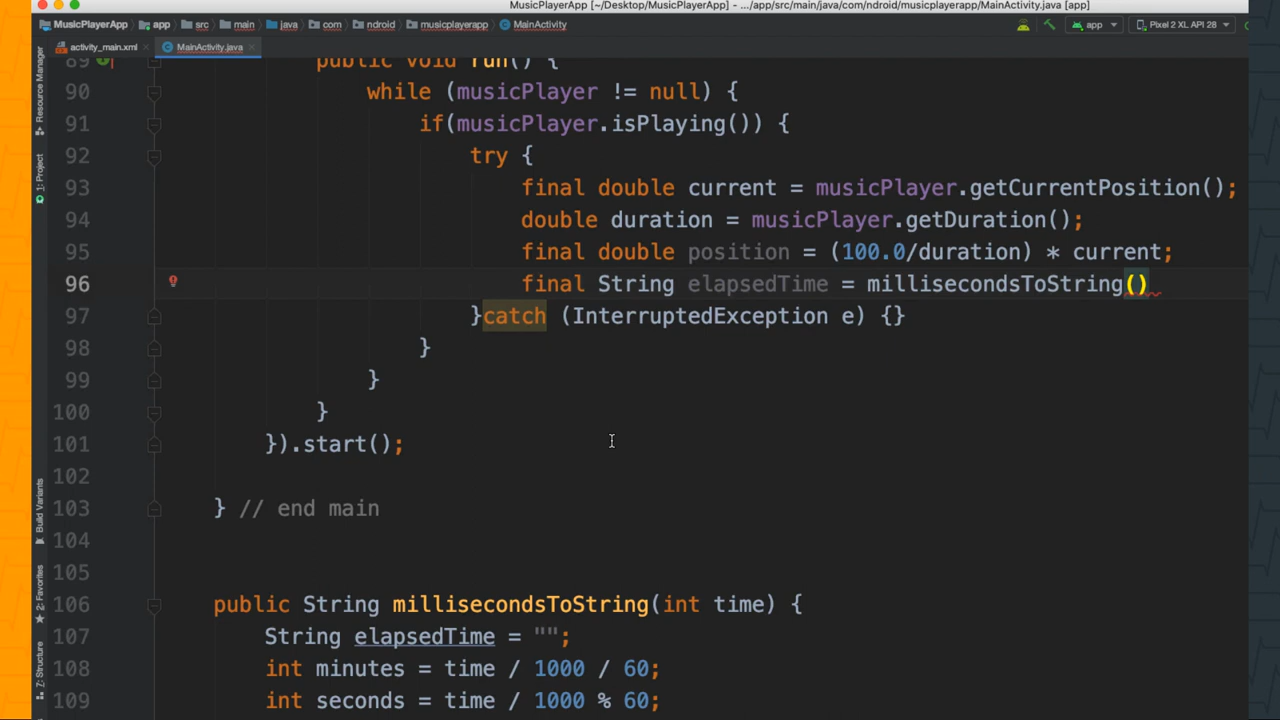 MusicPlayerApp [~/Desktop/MusicPlayerApp] - .../app/src/main/java/com/ndroid/musicplayerapp/MainActivity.java [app]
MusicPlayerApp app src main java com ndroid musicplayerapp MainActivity app Pixel 2 XL API 28
activity_main.xml MainActivity.java
Resource Manager
1: Project
Build Variants
2: Favorites
7: Structure
89 public void run() {
90 while (musicPlayer != null) {
91 if(musicPlayer.isPlaying()) {
92 try {
93 final double current = musicPlayer.getCurrentPosition();
94 double duration = musicPlayer.getDuration();
95 final double position = (100.0/duration) * current;
96 final String elapsedTime = millisecondsToString()
97 }catch (InterruptedException e) {}
98 }
99 }
100 }
101 }).start();
102
103 } // end main
104
105
106 public String millisecondsToString(int time) {
107 String elapsedTime = "";
108 int minutes = time / 1000 / 60;
109 int seconds = time / 1000 % 60;